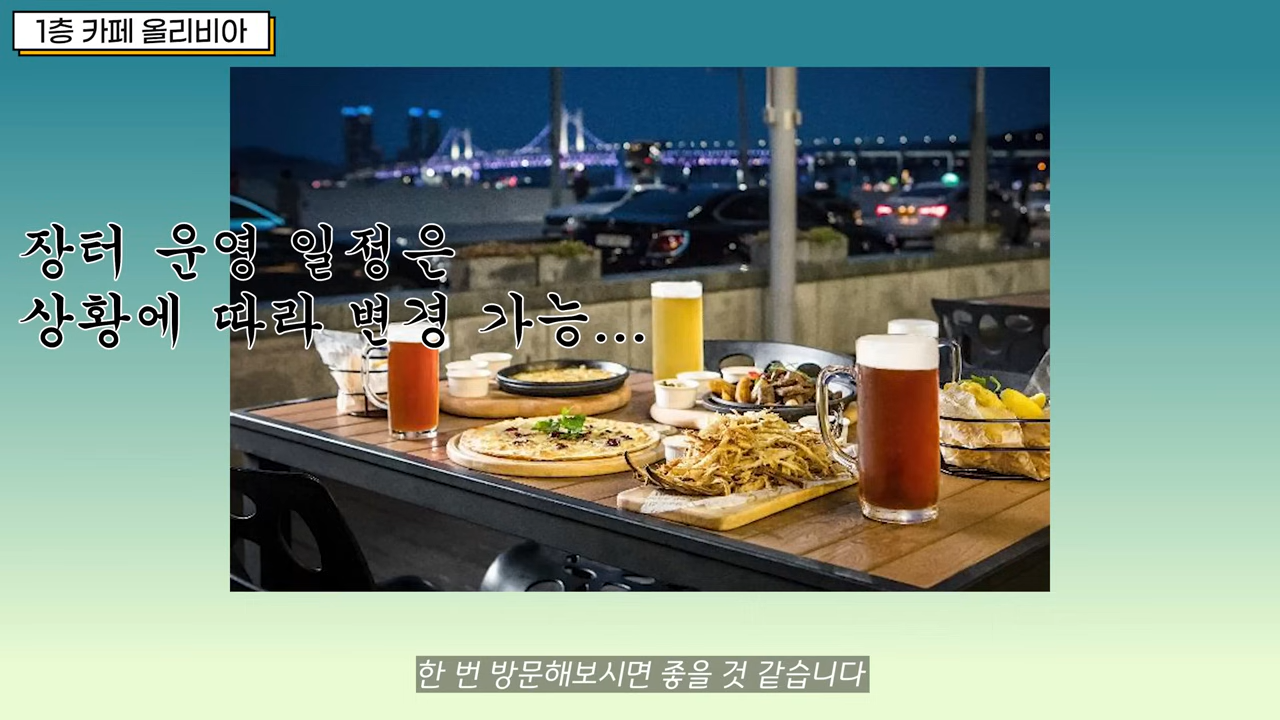 1층 카페 올리비아
장터 운영 일정은
상황에 따라 변경 가능...
한 번 방문해보시면 좋을 것 같습니다